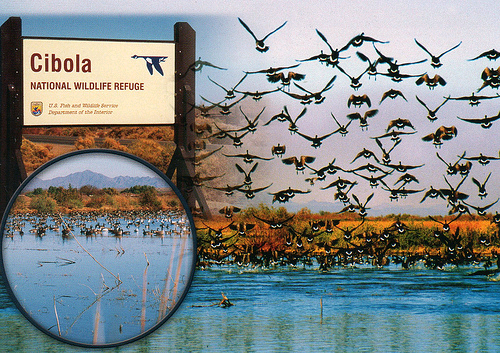 Cibola
NATIONAL WILDLIFE REFUGE
U.S. Fish and Wildlife Service
Department of the Interior